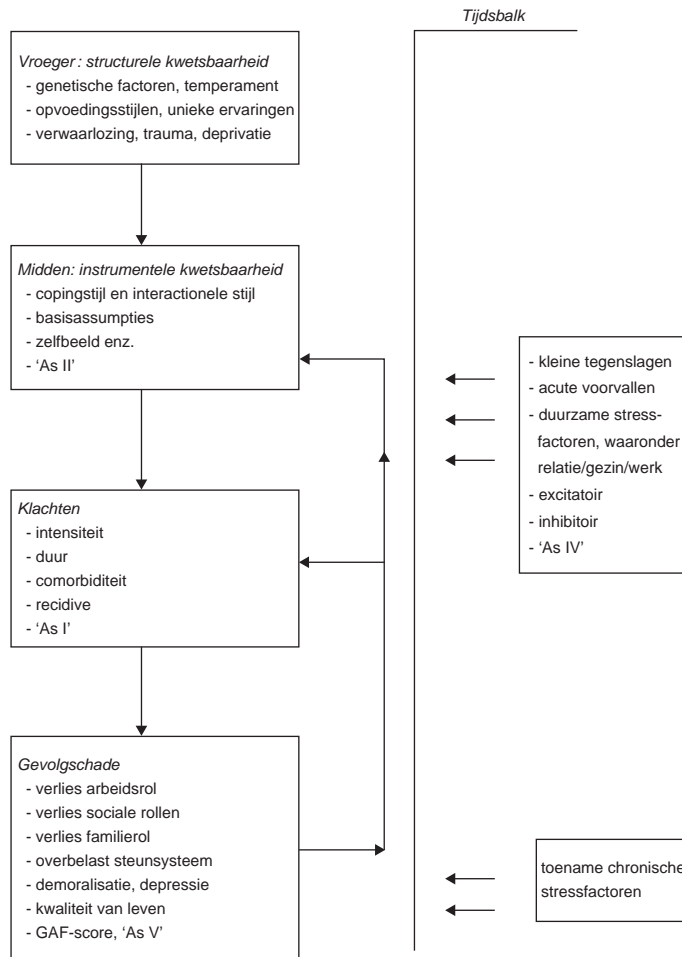 Tijdsbalk
Vroeger : structurele kwetsbaarheid
- genetische factoren, temperament
- opvoedingsstijlen, unieke ervaringen
- verwaarlozing, trauma, deprivatie
Midden: instrumentele kwetsbaarheid
- copingstijl en interactionele stijl
- basisassumpties
- zelfbeeld enz.
- ‘As II’
- kleine tegenslagen
- acute voorvallen
- duurzame stress-
factoren, waaronder
relatie/gezin/werk
- excitatoir
- inhibitoir
- ‘As IV’
Klachten
- intensiteit
- duur
- comorbiditeit
- recidive
- ‘As I’
Gevolgschade
- verlies arbeidsrol
- verlies sociale rollen
- verlies familierol
- overbelast steunsysteem
- demoralisatie, depressie
- kwaliteit van leven
- GAF-score, ‘As V’
toename chronische
stressfactoren